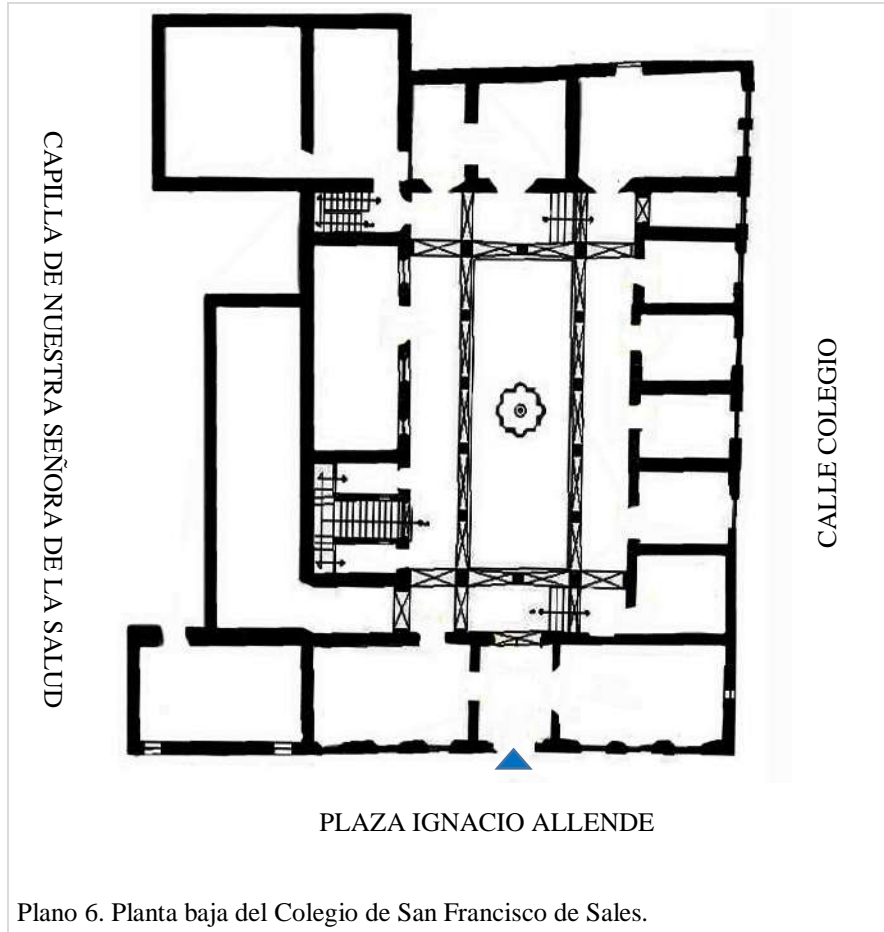 CAPILLA DE NUESTRA SEÑORA DE LA SALUD
CALLE COLEGIO
PLAZA IGNACIO ALLENDE
Plano 6. Planta baja del Colegio de San Francisco de Sales.